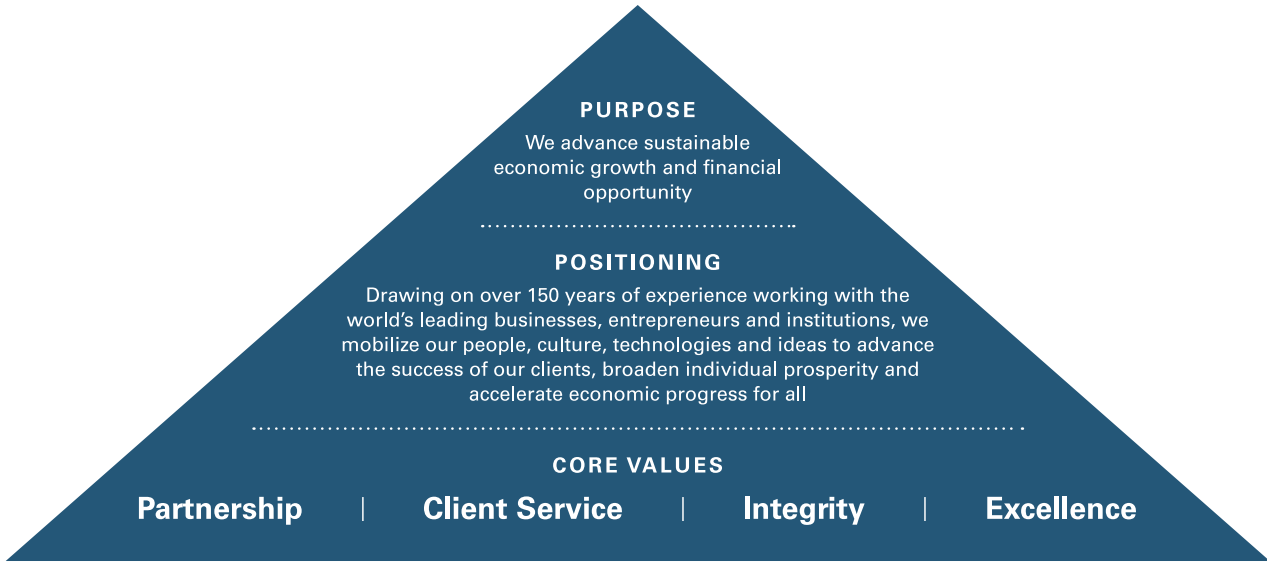 PURPOSE
We advance sustainable
economic growth and financial
opportunity
POSITIONING
Drawing on over 150 years of experience working with the
world's leading businesses, entrepreneurs and institutions, we
mobilize our people, culture, technologies and ideas to advance
the success of our clients, broaden individual prosperity and
accelerate economic progress for all
CORE VALUES
Partnership | Client Service | Integrity | Excellence